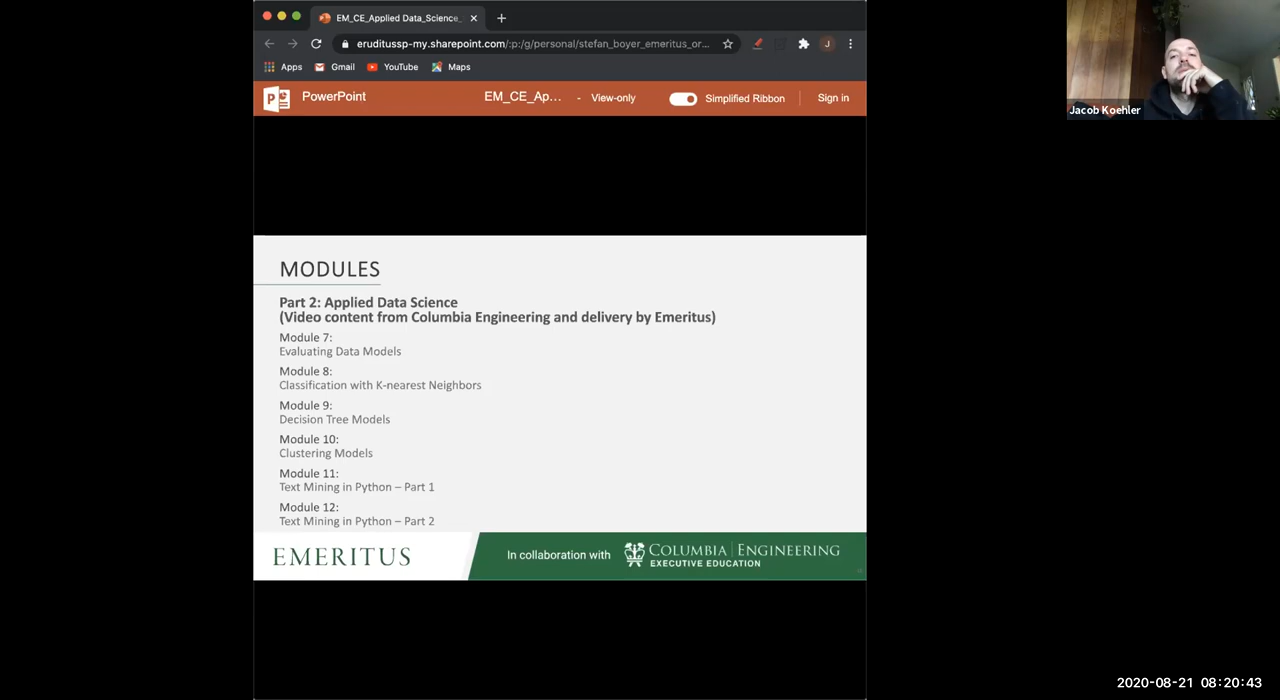 EM_CE_Applied Data_Science_
eruditussp-my.sharepoint.com/:p:/g/personal/stefan_boyer_emeritus_or...
J
Apps Gmail YouTube Maps
PowerPoint EM_CE_Ap... - View-only Simplified Ribbon Sign in
Jacob Koehler
MODULES
Part 2: Applied Data Science
(Video content from Columbia Engineering and delivery by Emeritus)
Module 7:
Evaluating Data Models
Module 8:
Classification with K-nearest Neighbors
Module 9:
Decision Tree Models
Module 10:
Clustering Models
Module 11:
Text Mining in Python – Part 1
Module 12:
Text Mining in Python – Part 2
EMERITUS
In collaboration with
COLUMBIA | ENGINEERING
EXECUTIVE EDUCATION
2020-08-21 08:20:43